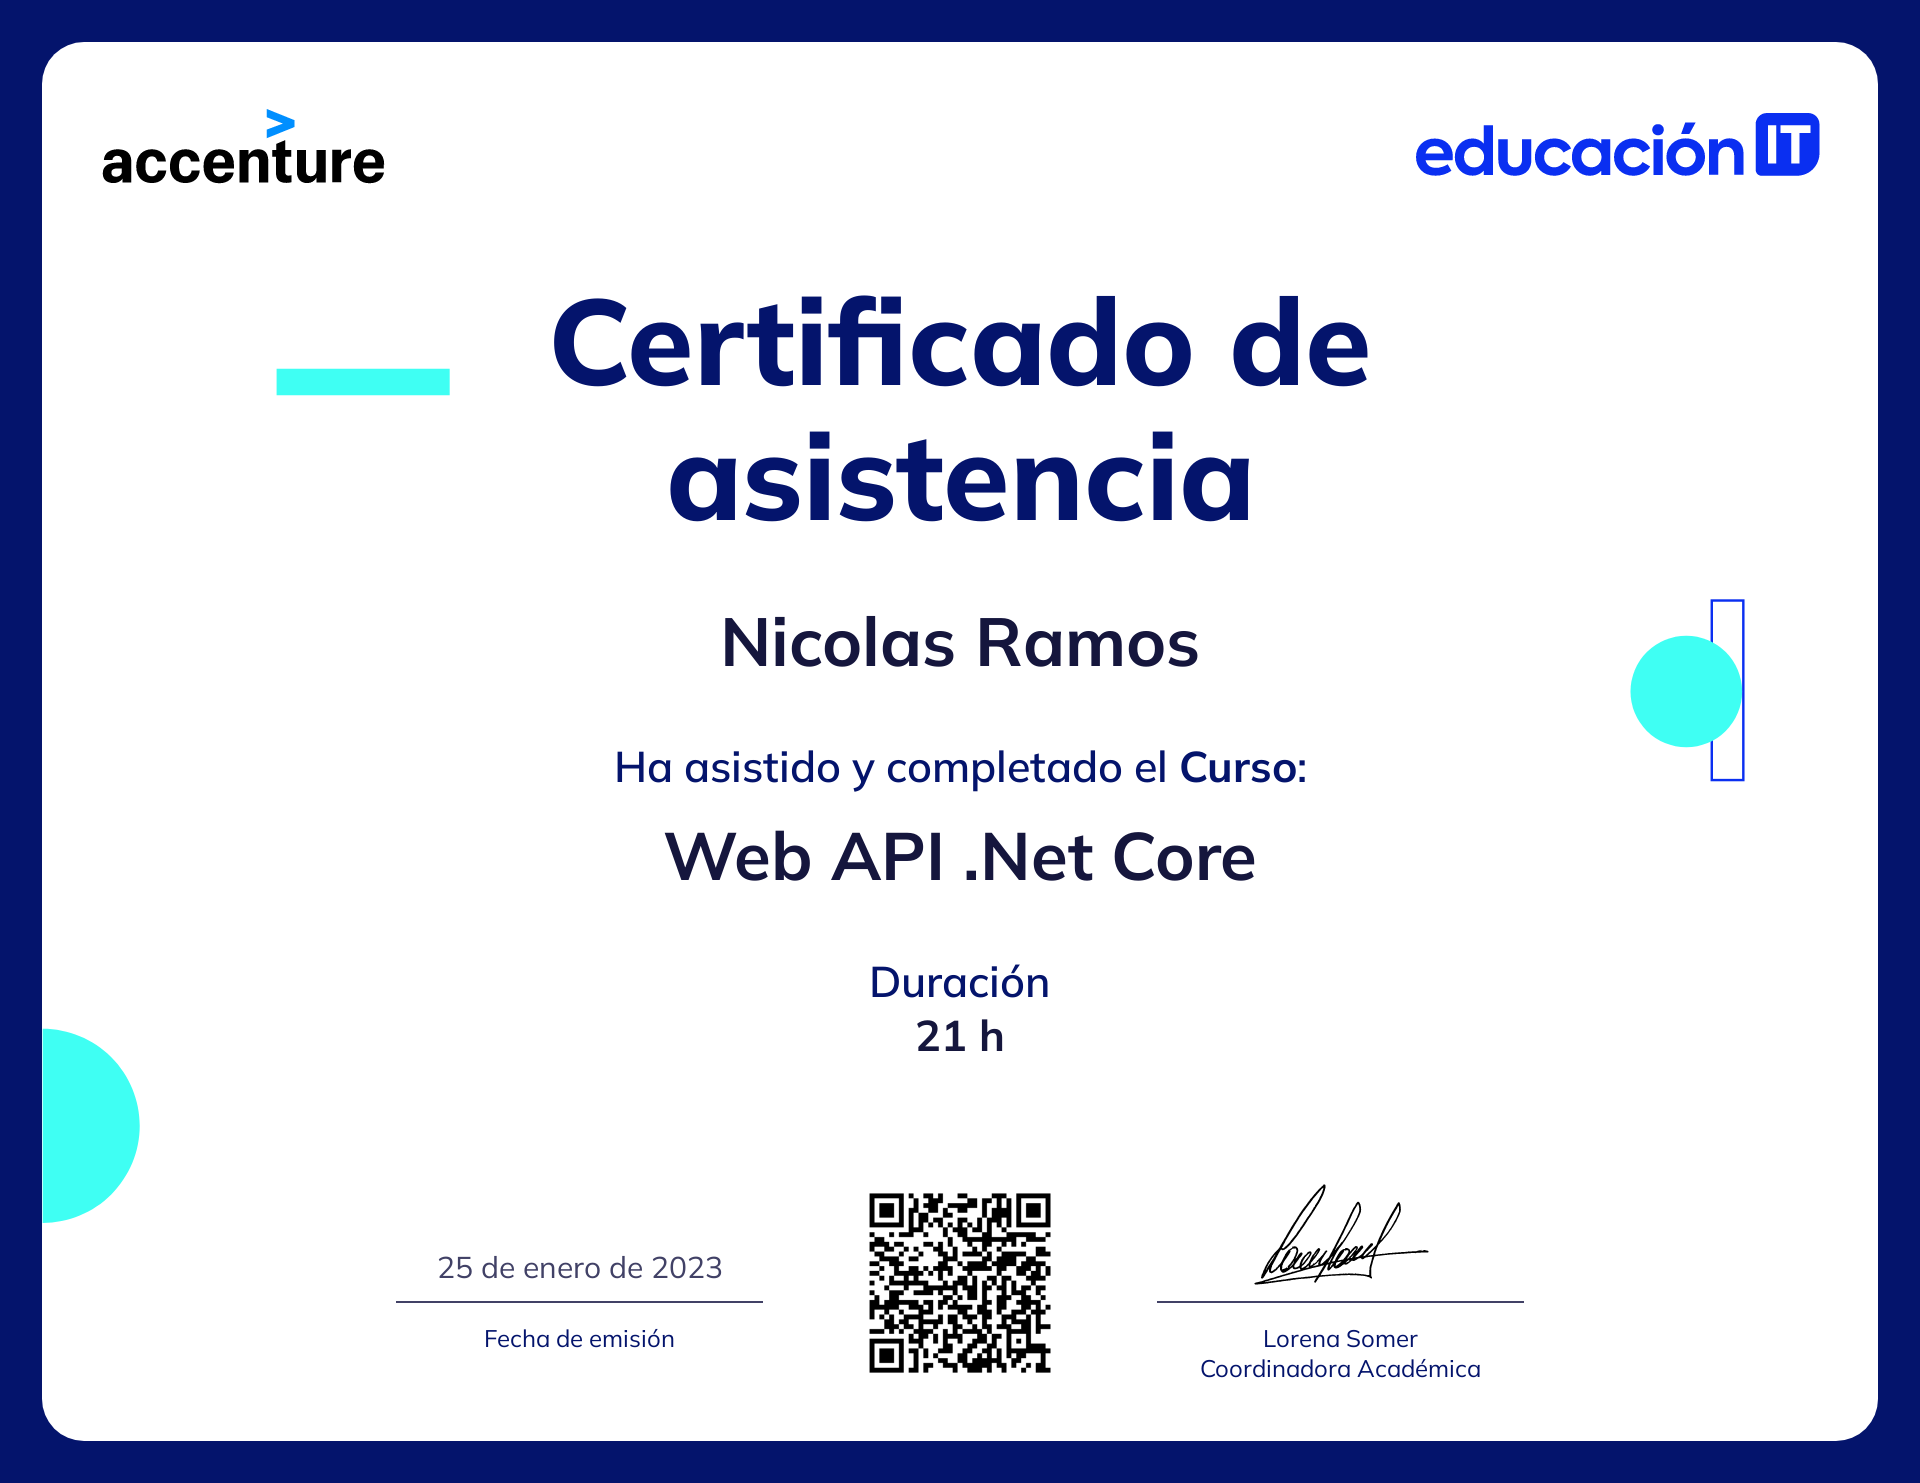 accenture
educación IT
Certificado de
asistencia
Nicolas Ramos
Ha asistido y completado el Curso:
Web API .Net Core
Duración
21 h
25 de enero de 2023
Fecha de emisión
Lorena Somer
Coordinadora Académica